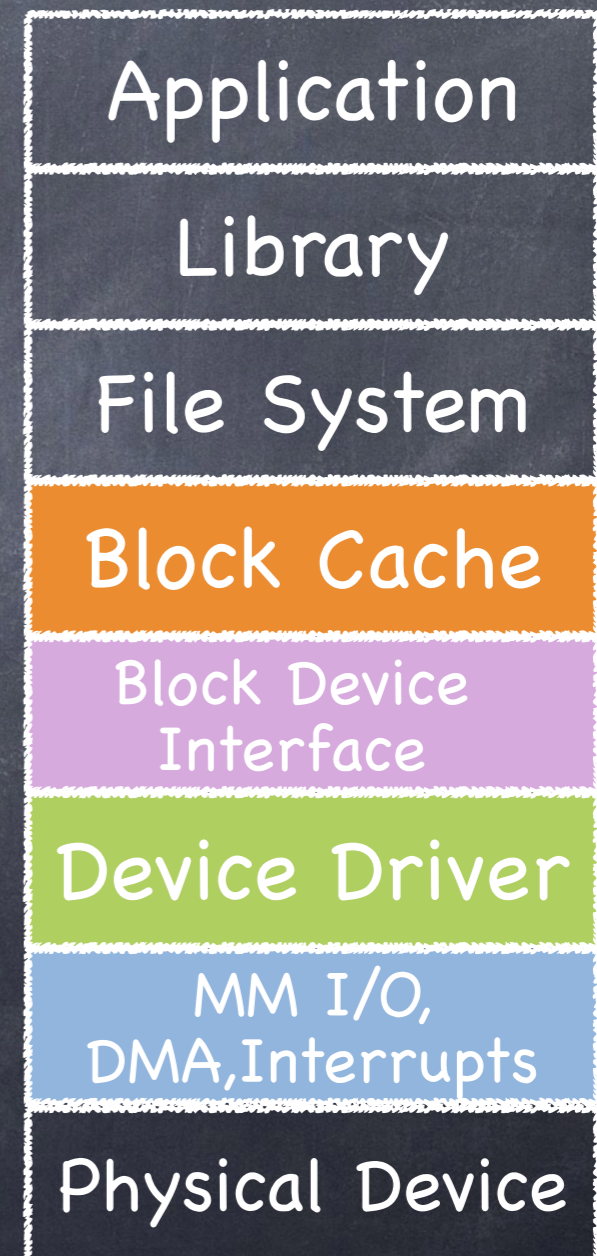 Application
Library
File System
Block Cache
Block Device
Interface
Device Driver
MM I/O,
DMA,Interrupts
Physical Device